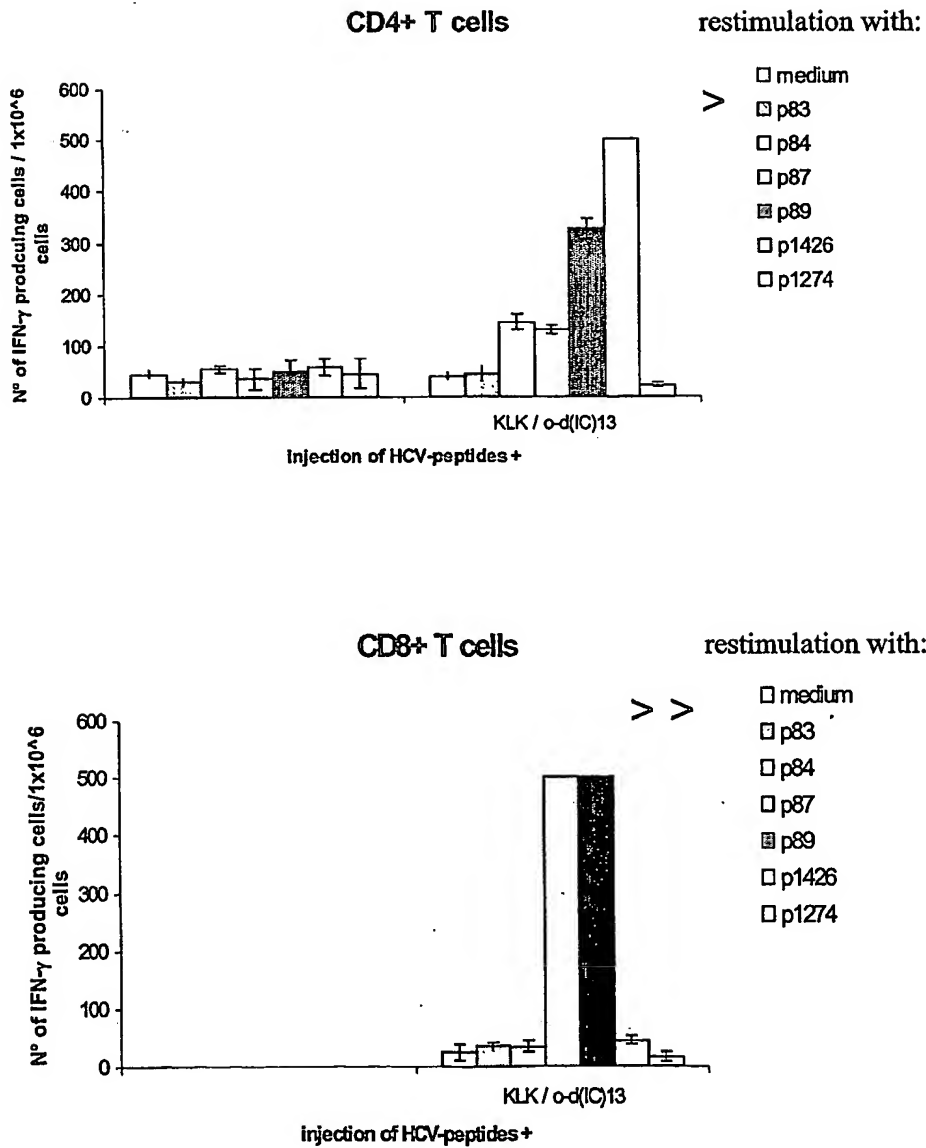 CD4+ T cells
restimulation with:
N° of IFN-γ prodcuing cells / 1x10^6 cells
600
500
400
300
200
100
0
>
medium
p83
p84
p87
p89
p1426
p1274
KLK / o-d(IC)13
injection of HCV-peptides +
CD8+ T cells
restimulation with:
N° of IFN-γ producing cells/1x10^6 cells
600
500
400
300
200
100
0
> >
medium
p83
p84
p87
p89
p1426
p1274
KLK / o-d(IC)13
injection of HCV-peptides +